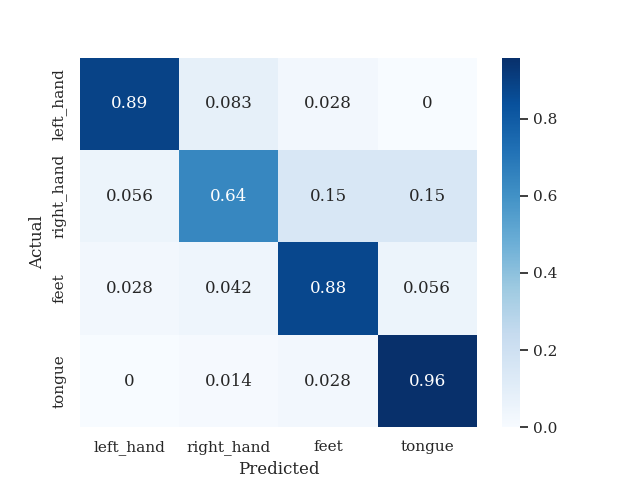 left_hand 0.89 0.083 0.028 0
right_hand 0.056 0.64 0.15 0.15
feet 0.028 0.042 0.88 0.056
tongue 0 0.014 0.028 0.96
left_hand right_hand feet tongue
Predicted
Actual
0.8
0.6
0.4
0.2
0.0